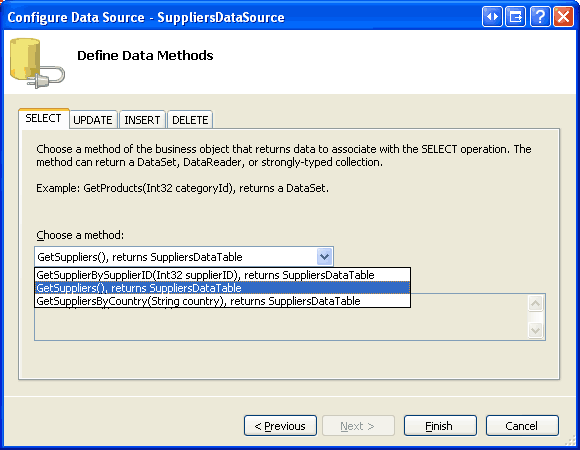 Configure Data Source - SuppliersDataSource
Define Data Methods
SELECT UPDATE INSERT DELETE
Choose a method of the business object that returns data to associate with the SELECT operation. The
method can return a DataSet, DataReader, or strongly-typed collection.
Example: GetProducts(Int32 categoryId), returns a DataSet.
Choose a method:
GetSuppliers(), returns SuppliersDataTable
GetSupplierBySupplierID(Int32 supplierID), returns SuppliersDataTable
GetSuppliers(), returns SuppliersDataTable
GetSuppliersByCountry(String country), returns SuppliersDataTable
< Previous Next > Finish Cancel